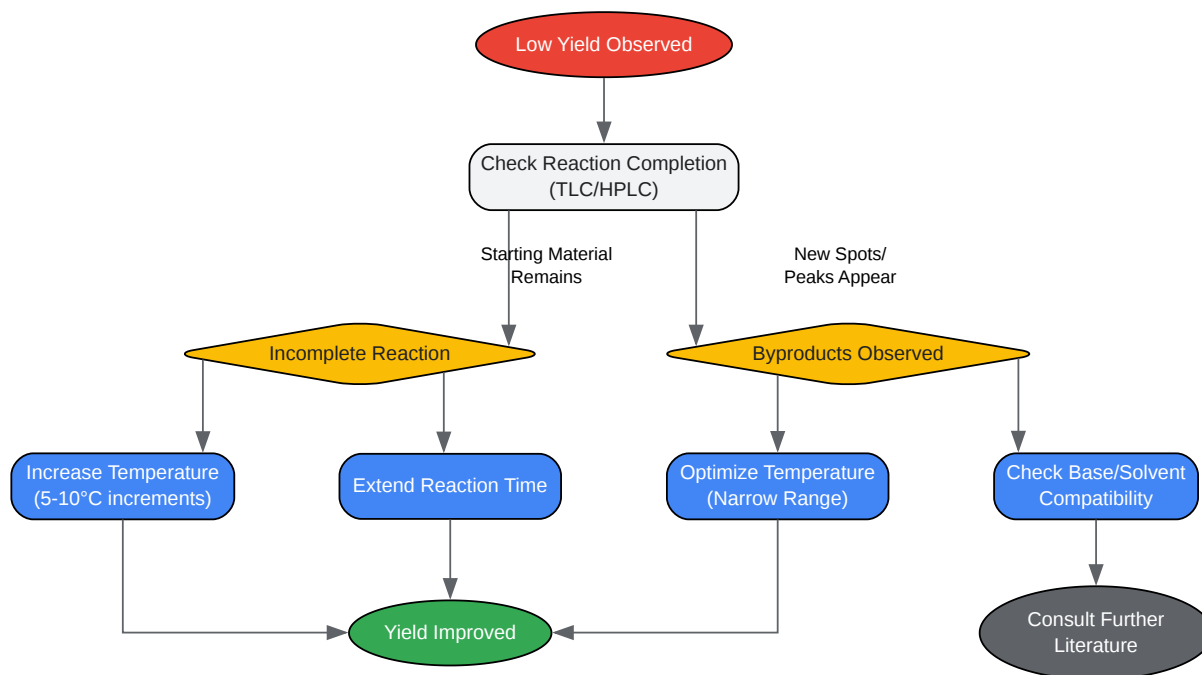 Low Yield Observed
Check Reaction Completion
(TLC/HPLC)
Starting Material
Remains
New Spots/
Peaks Appear
Incomplete Reaction
Byproducts Observed
Increase Temperature
(5-10°C increments)
Extend Reaction Time
Optimize Temperature
(Narrow Range)
Check Base/Solvent
Compatibility
Yield Improved
Consult Further
Literature